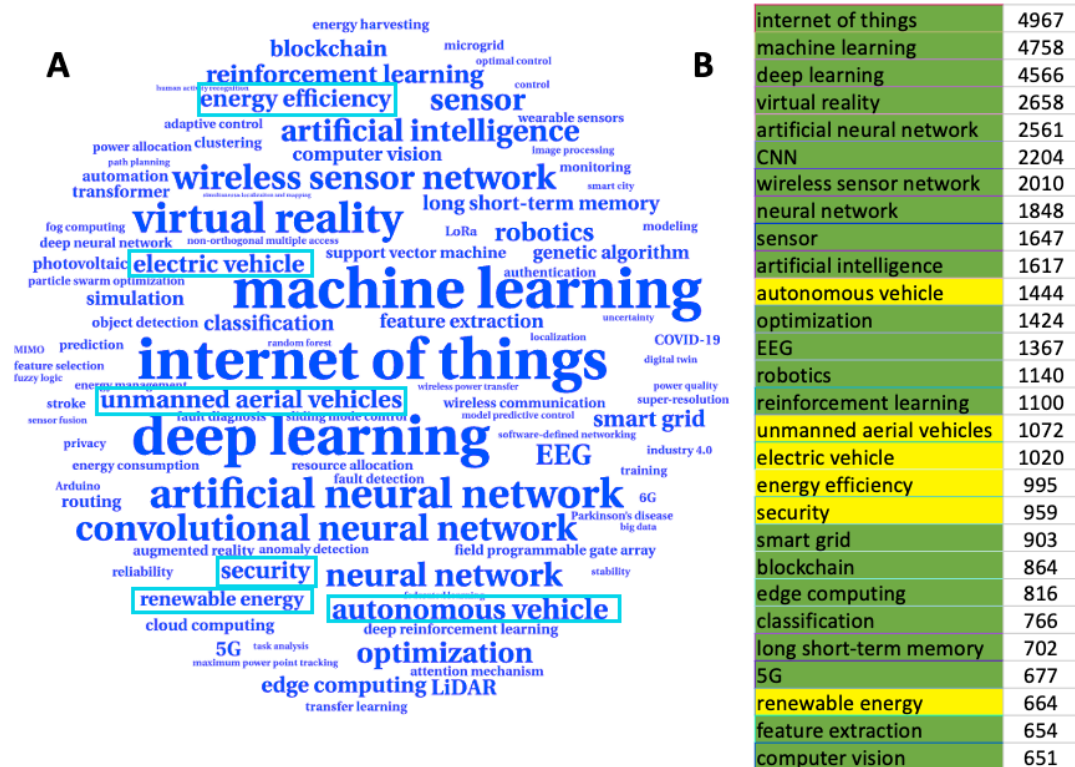 A
energy harvesting
blockchain
microgrid
optimal control
reinforcement learning
human activity recognition
control
energy efficiency
sensor
wearable sensors
adaptive control
artificial intelligence
power allocation clustering
computer vision
image processing
path planning
monitoring
automation
wireless sensor network
transformer
smart city
simultaneous localization and mapping
virtual reality
long short-term memory
fog computing
LoRa
robotics
modeling
deep neural network
non-orthogonal multiple access
support vector machine
genetic algorithm
photovoltaic
electric vehicle
authentication
particle swarm optimization
machine learning
simulation
object detection
classification
feature extraction
uncertainty
localization
COVID-19
MIMO
prediction
random forest
internet of things
digital twin
feature selection
fuzzy logic
energy management
wireless power transfer
power quality
stroke
unmanned aerial vehicles
wireless communication
super-resolution
sensor fusion
fault diagnosis
sliding mode control
model predictive control
smart grid
privacy
deep learning
software-defined networking
EEG
industry 4.0
energy consumption
resource allocation
training
Arduino
fault detection
routing
artificial neural network
6G
convolutional neural network
Parkinson's disease
big data
augmented reality
anomaly detection
field programmable gate array
reliability
security
neural network
stability
renewable energy
autonomous vehicle
cloud computing
deep reinforcement learning
5G
task analysis
optimization
maximum power point tracking
attention mechanism
edge computing
LiDAR
transfer learning
B
internet of things 4967
machine learning 4758
deep learning 4566
virtual reality 2658
artificial neural network 2561
CNN 2204
wireless sensor network 2010
neural network 1848
sensor 1647
artificial intelligence 1617
autonomous vehicle 1444
optimization 1424
EEG 1367
robotics 1140
reinforcement learning 1100
unmanned aerial vehicles 1072
electric vehicle 1020
energy efficiency 995
security 959
smart grid 903
blockchain 864
edge computing 816
classification 766
long short-term memory 702
5G 677
renewable energy 664
feature extraction 654
computer vision 651